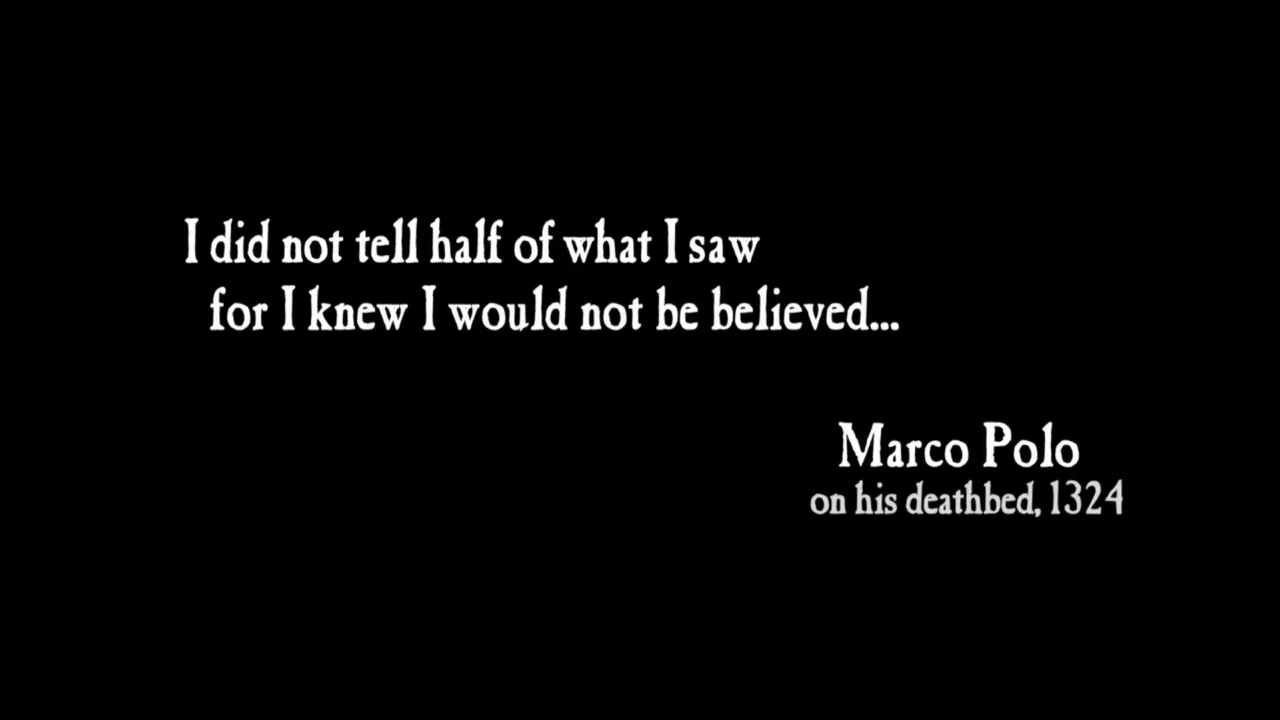 I did not tell half of what I saw
for I knew I would not be believed...
Marco Polo
on his deathbed, 1324